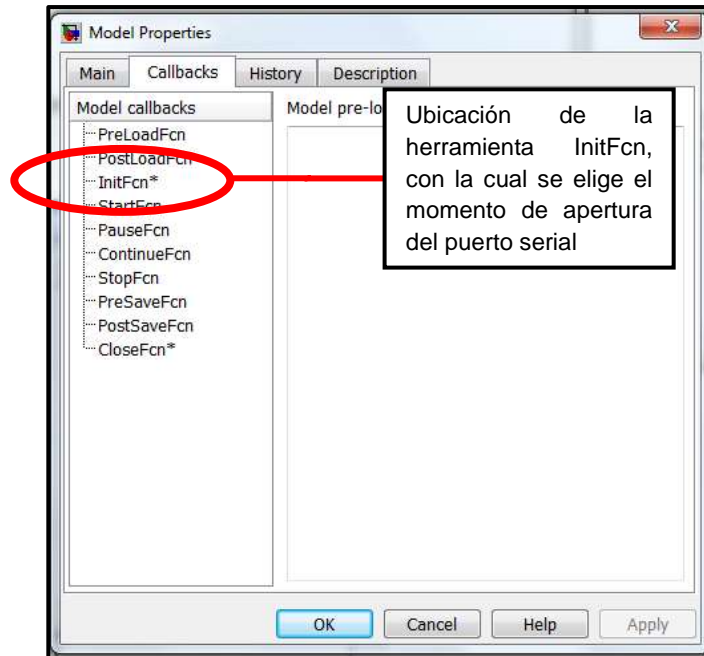 Model Properties
Main Callbacks History Description
Model callbacks
PreLoadFcn
PostLoadFcn
InitFcn*
StartFcn
PauseFcn
ContinueFcn
StopFcn
PreSaveFcn
PostSaveFcn
CloseFcn*
Model pre-lo
Ubicación de la
herramienta InitFcn,
con la cual se elige el
momento de apertura
del puerto serial
OK Cancel Help Apply